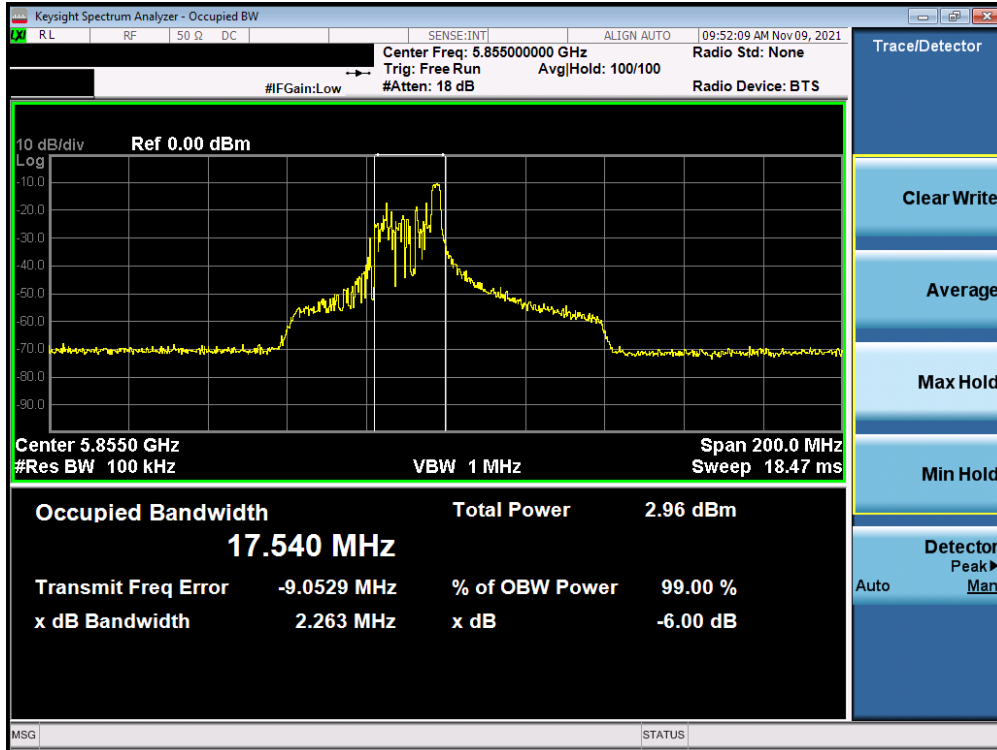 Keysight Spectrum Analyzer - Occupied BW
LXI RL RF 50 Ω DC SENSE:INT ALIGN AUTO 09:52:09 AM Nov 09, 2021
Center Freq: 5.855000000 GHz Radio Std: None
Trig: Free Run Avg|Hold: 100/100
#IFGain:Low #Atten: 18 dB Radio Device: BTS
Trace/Detector
10 dB/div Ref 0.00 dBm
Log
-10.0
-20.0
-30.0
-40.0
-50.0
-60.0
-70.0
-80.0
-90.0
Center 5.8550 GHz Span 200.0 MHz
#Res BW 100 kHz VBW 1 MHz Sweep 18.47 ms
Clear Write
Average
Max Hold
Min Hold
Detector
Peak▶
Auto Man
Occupied Bandwidth Total Power 2.96 dBm
17.540 MHz
Transmit Freq Error -9.0529 MHz % of OBW Power 99.00 %
x dB Bandwidth 2.263 MHz x dB -6.00 dB
MSG STATUS